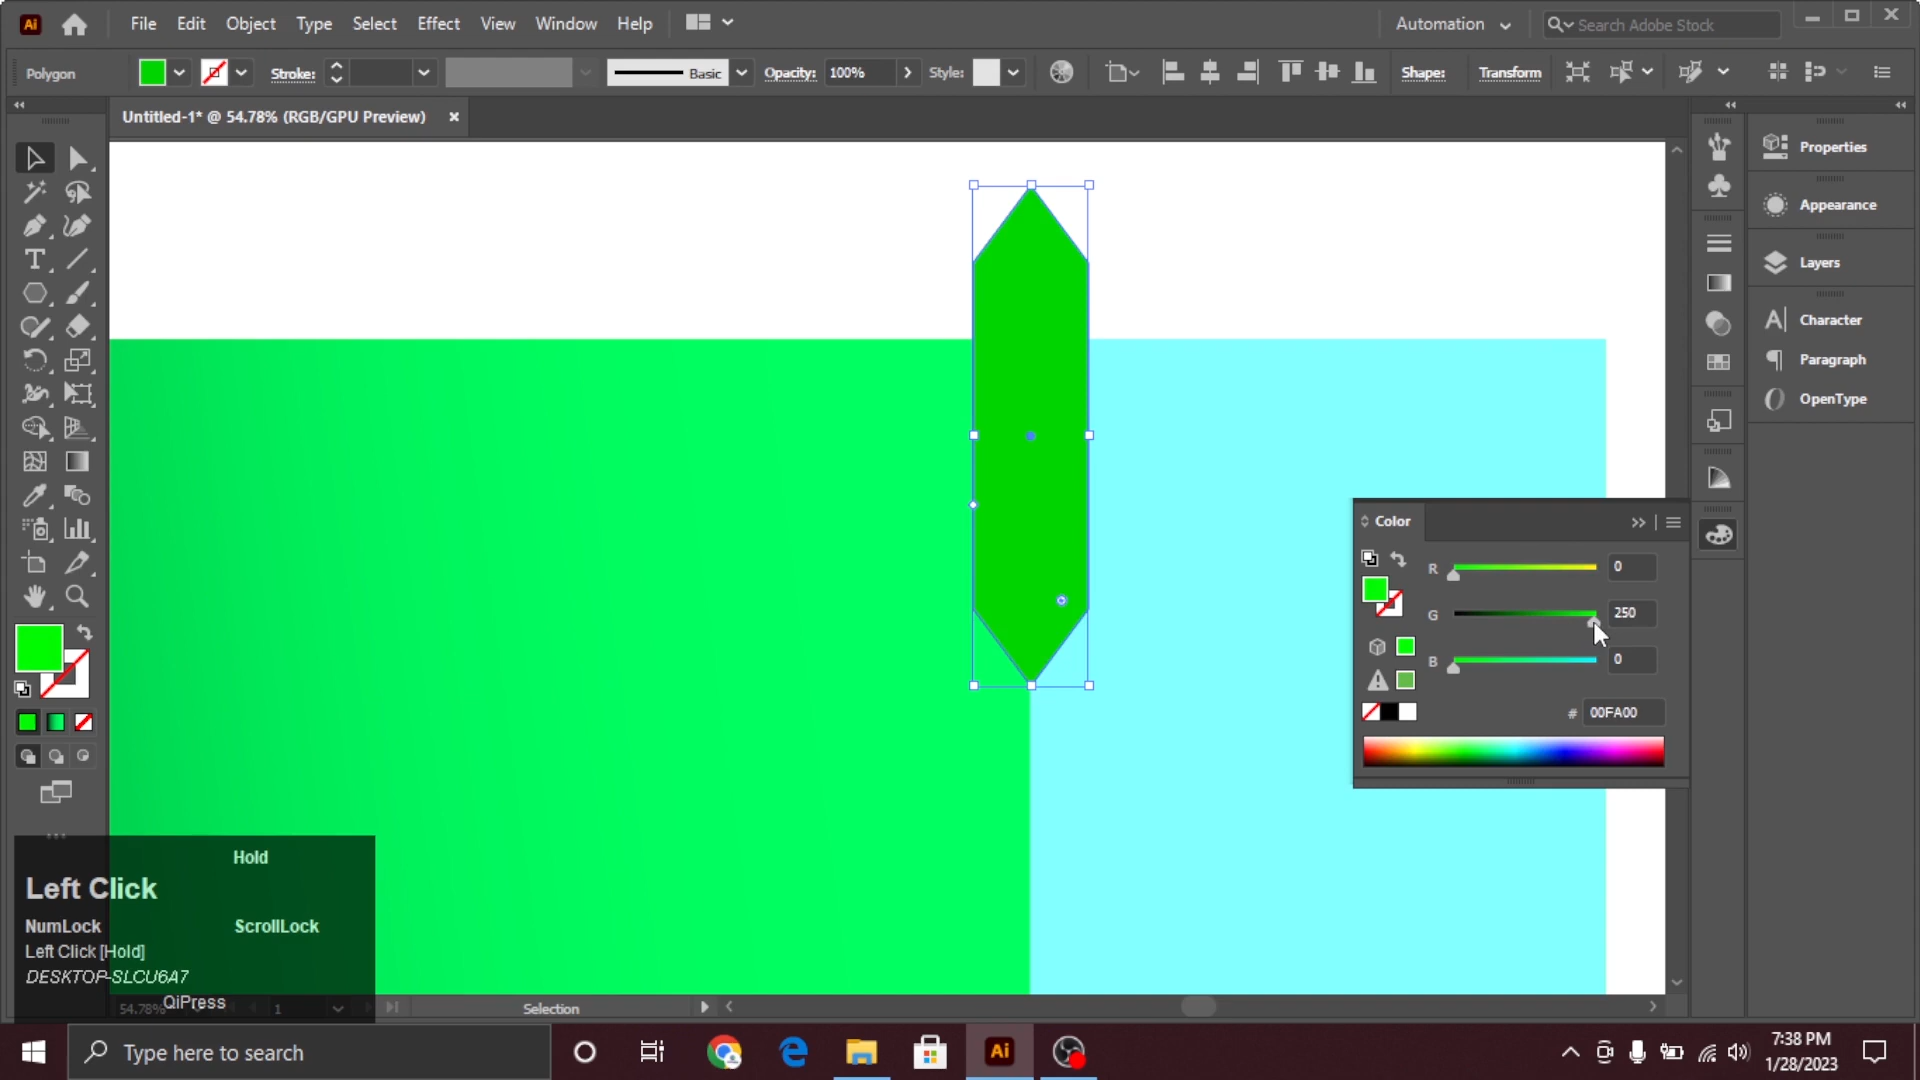 Ai File Edit Object Type Select Effect View Window Help Automation Search Adobe Stock
Polygon Stroke: Basic Opacity: 100% Style: Shape: Transform
Untitled-1* @ 54.78% (RGB/GPU Preview) ×
Properties
Appearance
Layers
Character
Paragraph
OpenType
Color
R 0
G 250
B 0
# 00FA00
Hold
Left Click
NumLock ScrollLock
Left Click [Hold]
DESKTOP-SLCU6A7
QiPress
54.78% 1 Selection
Type here to search
Ai
7:38 PM
1/28/2023